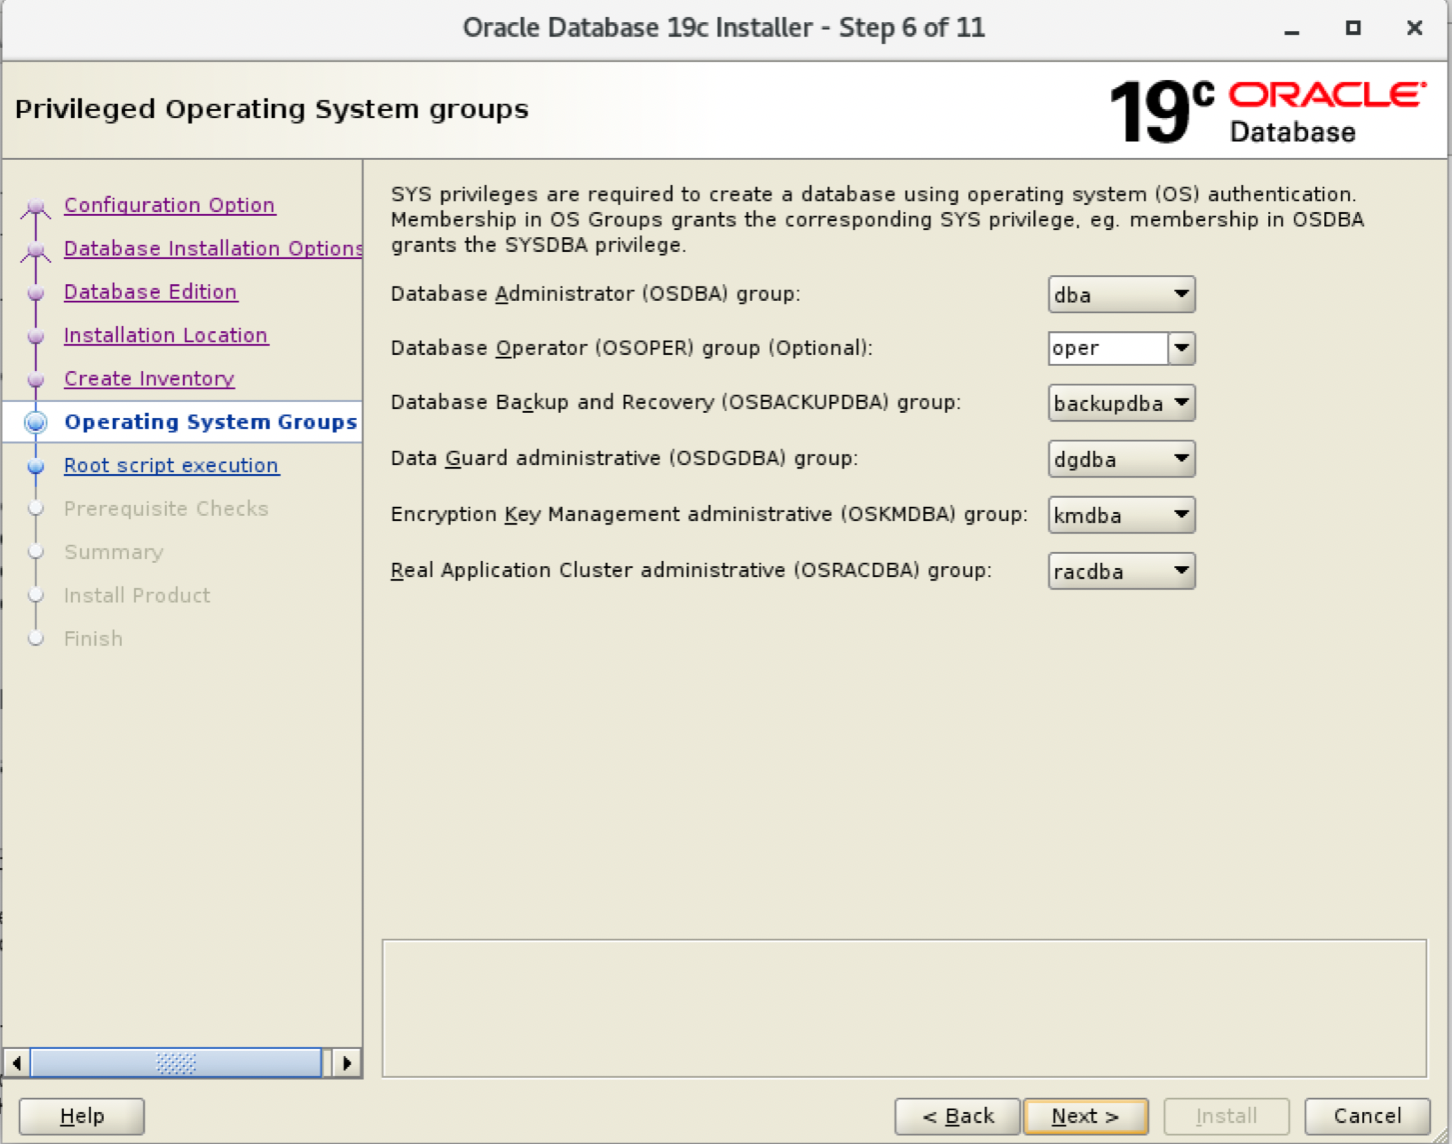 Oracle Database 19c Installer - Step 6 of 11
Privileged Operating System groups
19c ORACLE
Database
Configuration Option
Database Installation Options
Database Edition
Installation Location
Create Inventory
Operating System Groups
Root script execution
Prerequisite Checks
Summary
Install Product
Finish
SYS privileges are required to create a database using operating system (OS) authentication.
Membership in OS Groups grants the corresponding SYS privilege, eg. membership in OSDBA
grants the SYSDBA privilege.
Database Administrator (OSDBA) group: dba
Database Operator (OSOPER) group (Optional): oper
Database Backup and Recovery (OSBACKUPDBA) group: backupdba
Data Guard administrative (OSDGDBA) group: dgdba
Encryption Key Management administrative (OSKMDBA) group: kmdba
Real Application Cluster administrative (OSRACDBA) group: racdba
Help < Back Next > Install Cancel